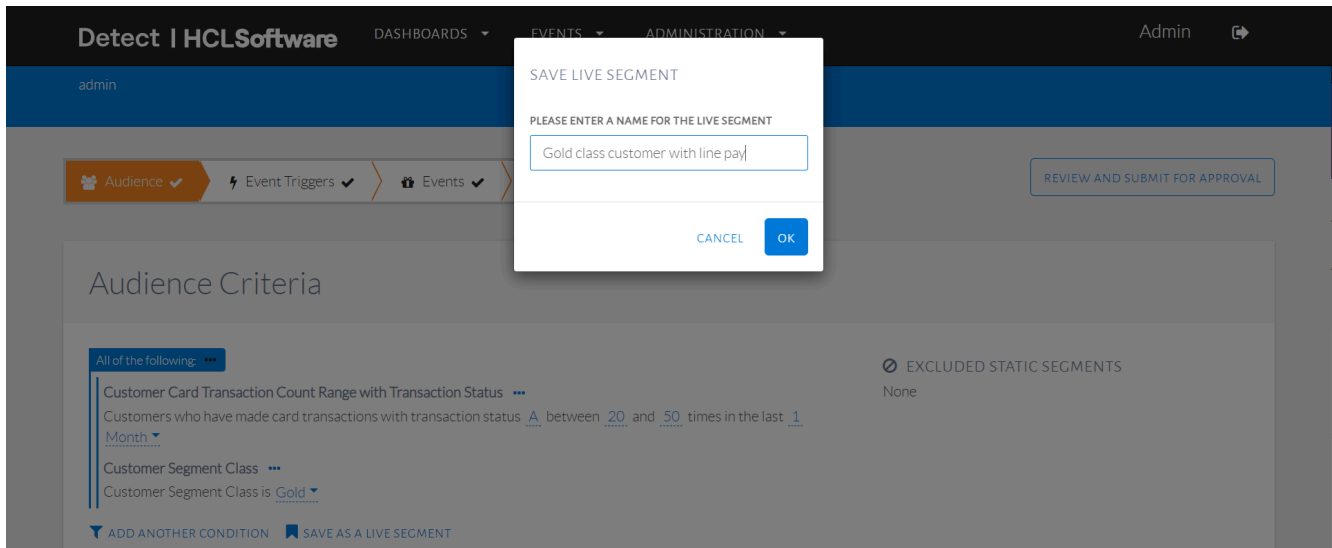 Detect | HCLSoftware
DASHBOARDS
EVENTS
ADMINISTRATION
Admin
admin
SAVE LIVE SEGMENT
PLEASE ENTER A NAME FOR THE LIVE SEGMENT
Gold class customer with line pay
CANCEL
OK
Audience
Event Triggers
Events
REVIEW AND SUBMIT FOR APPROVAL
Audience Criteria
All of the following:
Customer Card Transaction Count Range with Transaction Status
Customers who have made card transactions with transaction status A between 20 and 50 times in the last 1
Month
Customer Segment Class
Customer Segment Class is Gold
ADD ANOTHER CONDITION
SAVE AS A LIVE SEGMENT
EXCLUDED STATIC SEGMENTS
None